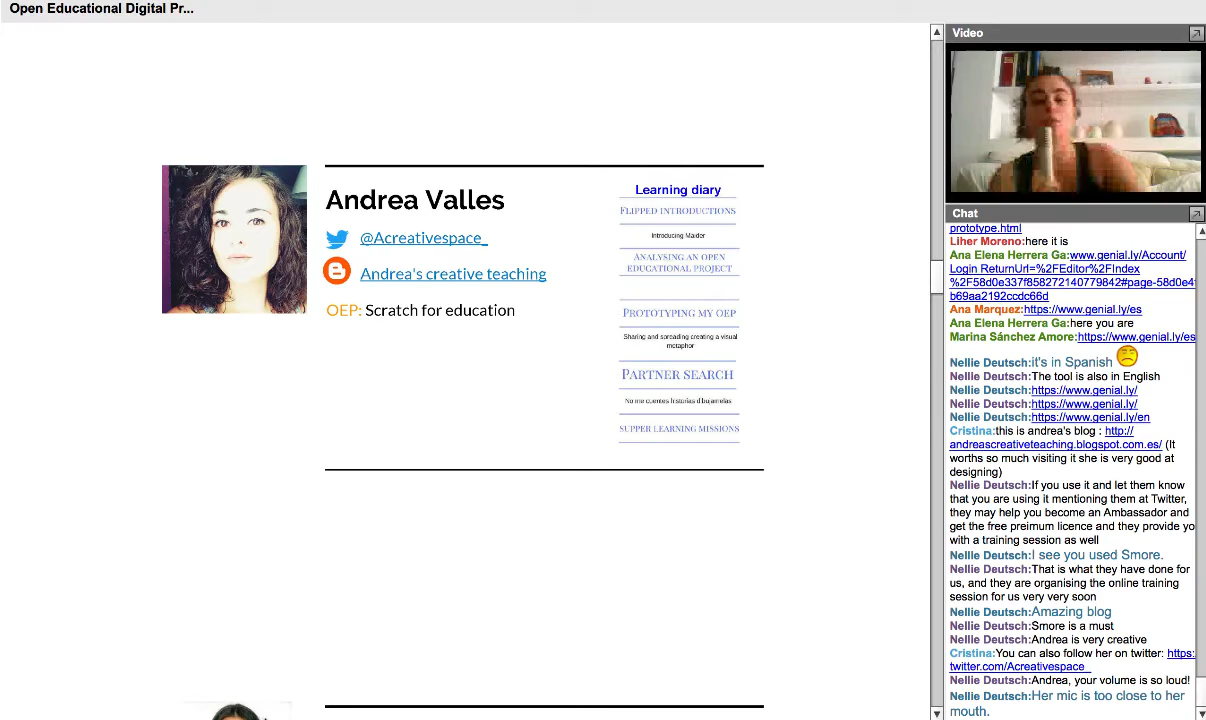 Open Educational Digital Pr...
Andrea Valles
@Acreativespace_
Andrea's creative teaching
OEP: Scratch for education
Learning diary
FLIPPED INTRODUCTIONS
Introducing Maider
ANALYSING AN OPEN
EDUCATIONAL PROJECT
PROTOTYPING MY OEP
Sharing and spreading creating a visual
metaphor
PARTNER SEARCH
No me cuentes historias dibujamelas
SUPPER LEARNING MISSIONS
Video
Chat
prototype.html
Liher Moreno:here it is
Ana Elena Herrera Ga:www.genial.ly/Account/
Login ReturnUrl=%2FEditor%2FIndex
%2F58d0e337f858272140779842#page-58d0e4
b69aa2192ccdc66d
Ana Marquez:https://www.genial.ly/es
Ana Elena Herrera Ga:here you are
Marina Sánchez Amore:https://www.genial.ly/es
Nellie Deutsch:it's in Spanish
Nellie Deutsch:The tool is also in English
Nellie Deutsch:https://www.genial.ly/
Nellie Deutsch:https://www.genial.ly/
Nellie Deutsch:https://www.genial.ly/en
Cristina:this is andrea's blog : http://
andreascreativeteaching.blogspot.com.es/ (It
worths so much visiting it she is very good at
designing)
Nellie Deutsch:If you use it and let them know
that you are using it mentioning them at Twitter,
they may help you become an Ambassador and
get the free preimum licence and they provide yo
with a training session as well
Nellie Deutsch:I see you used Smore.
Nellie Deutsch:That is what they have done for
us, and they are organising the online training
session for us very very soon
Nellie Deutsch:Amazing blog
Nellie Deutsch:Smore is a must
Nellie Deutsch:Andrea is very creative
Cristina:You can also follow her on twitter: https:
twitter.com/Acreativespace_
Nellie Deutsch:Andrea, your volume is so loud!
Nellie Deutsch:Her mic is too close to her
mouth.